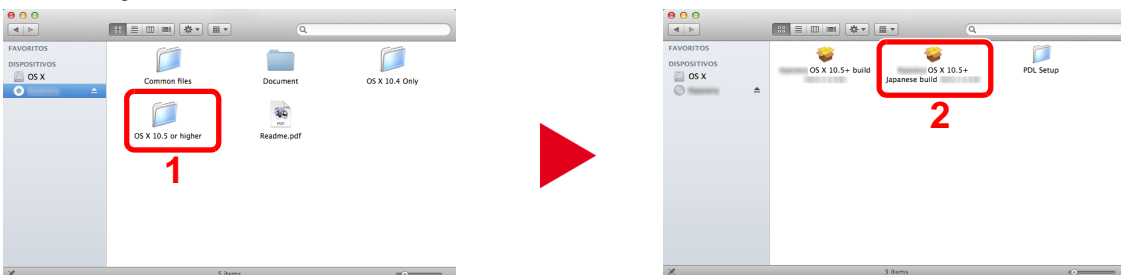 FAVORITOS
DISPOSITIVOS
OS X
Common files
Document
OS X 10.4 Only
OS X 10.5 or higher
PDF
Readme.pdf
1
5 items
FAVORITOS
DISPOSITIVOS
OS X
OS X 10.5+ build
OS X 10.5+
Japanese build
PDL Setup
2
3 items